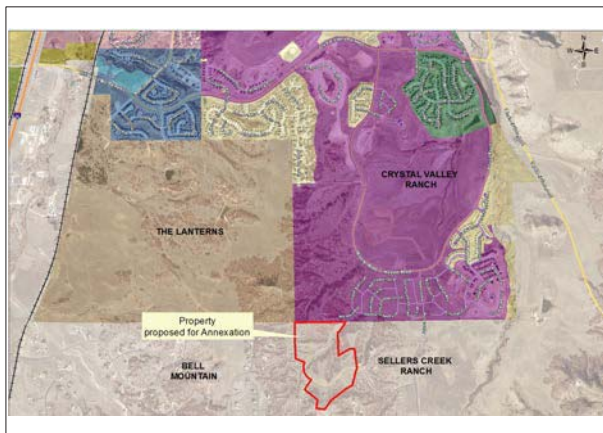 N
W E
S
CRYSTAL VALLEY
RANCH
THE LANTERNS
Property
proposed for Annexation
BELL
MOUNTAIN
SELLERS CREEK
RANCH